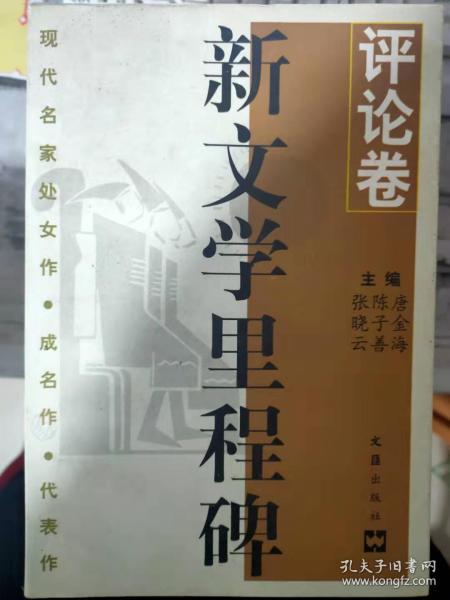 评论卷
新文学里程碑
现代名家处女作·成名作·代表作
主编
唐金海
陈子善
张晓云
文匯出版社
孔夫子旧书网
www.kongfz.com